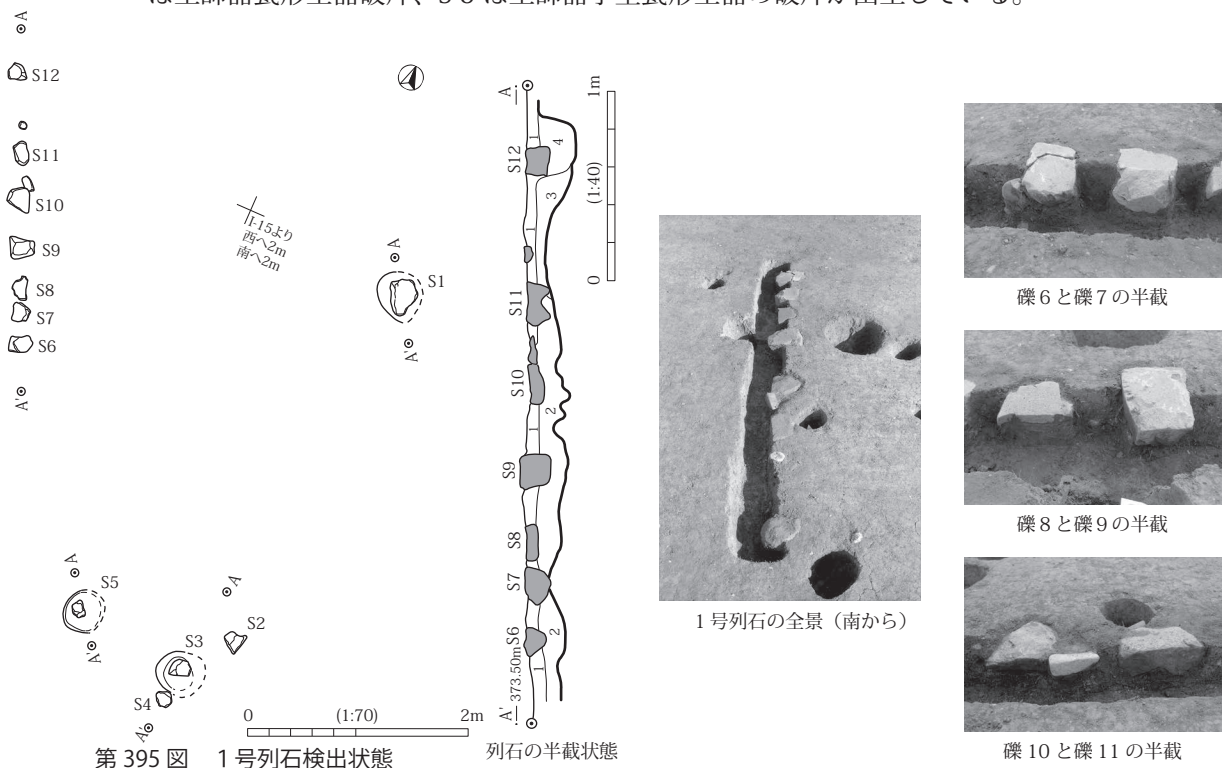 A
S12
S11
S10
S9
S8
S7
S6
A'
I-15より
西へ2m
南へ2m
A
S1
A'
A
S5
A'
A
S2
S3
S4
A'
0 (1:70) 2m
第 395 図 1 号列石検出状態
A
S12
1
4
3
1
S11
S10
2
1
S9
S8
S7
S6
2
1
373.50m
A'
1m
(1:40)
0
列石の半截状態
1 号列石の全景（南から）
礫 6 と礫 7 の半截
礫 8 と礫 9 の半截
礫 10 と礫 11 の半截